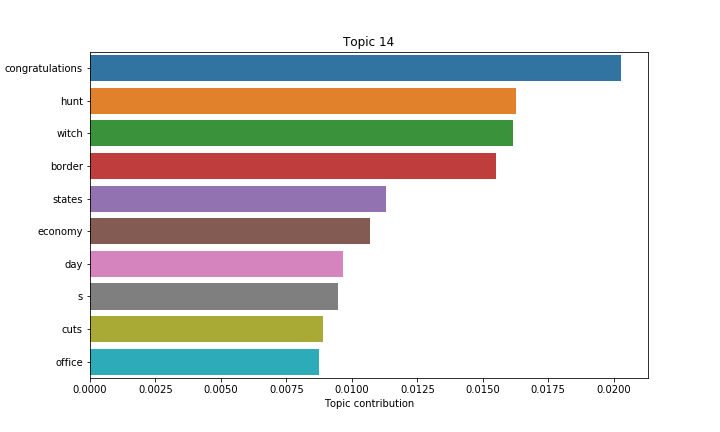 Topic 14
congratulations
hunt
witch
border
states
economy
day
s
cuts
office
0.0000 0.0025 0.0050 0.0075 0.0100 0.0125 0.0150 0.0175 0.0200
Topic contribution